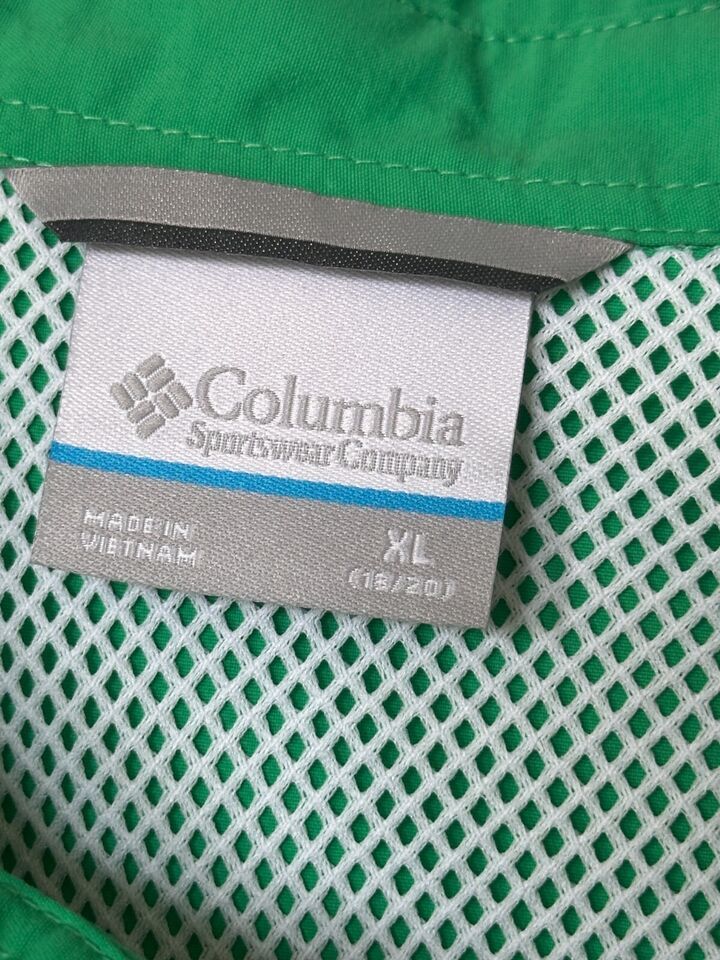 Columbia
Sportswear Company
MADE IN
VIETNAM
XL
(18/20)